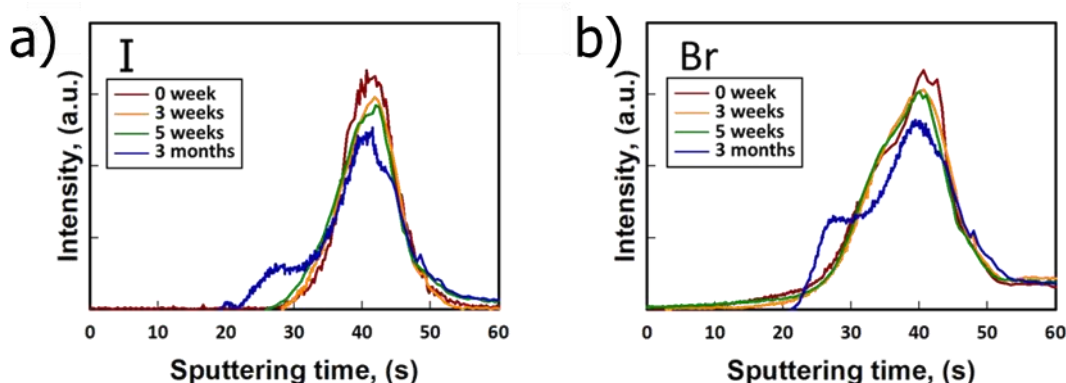 a)
I
0 week
3 weeks
5 weeks
3 months
Intensity, (a.u.)
0 10 20 30 40 50 60
Sputtering time, (s)
b)
Br
0 week
3 weeks
5 weeks
3 months
Intensity, (a.u.)
0 10 20 30 40 50 60
Sputtering time, (s)